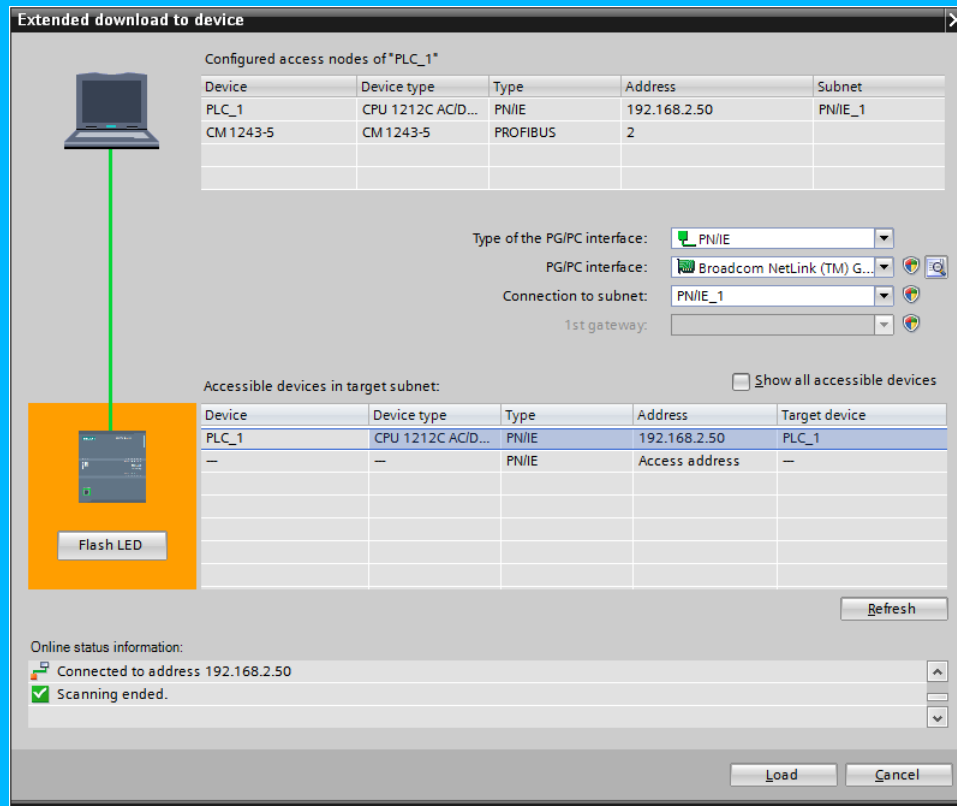 Extended download to device
Configured access nodes of "PLC_1"
Device Device type Type Address Subnet
PLC_1 CPU 1212C AC/D... PN/IE 192.168.2.50 PN/IE_1
CM 1243-5 CM 1243-5 PROFIBUS 2
Type of the PG/PC interface: PN/IE
PG/PC interface: Broadcom NetLink (TM) G...
Connection to subnet: PN/IE_1
1st gateway:
Accessible devices in target subnet: Show all accessible devices
Device Device type Type Address Target device
PLC_1 CPU 1212C AC/D... PN/IE 192.168.2.50 PLC_1
— — PN/IE Access address —
Flash LED
Refresh
Online status information:
Connected to address 192.168.2.50
Scanning ended.
Load Cancel